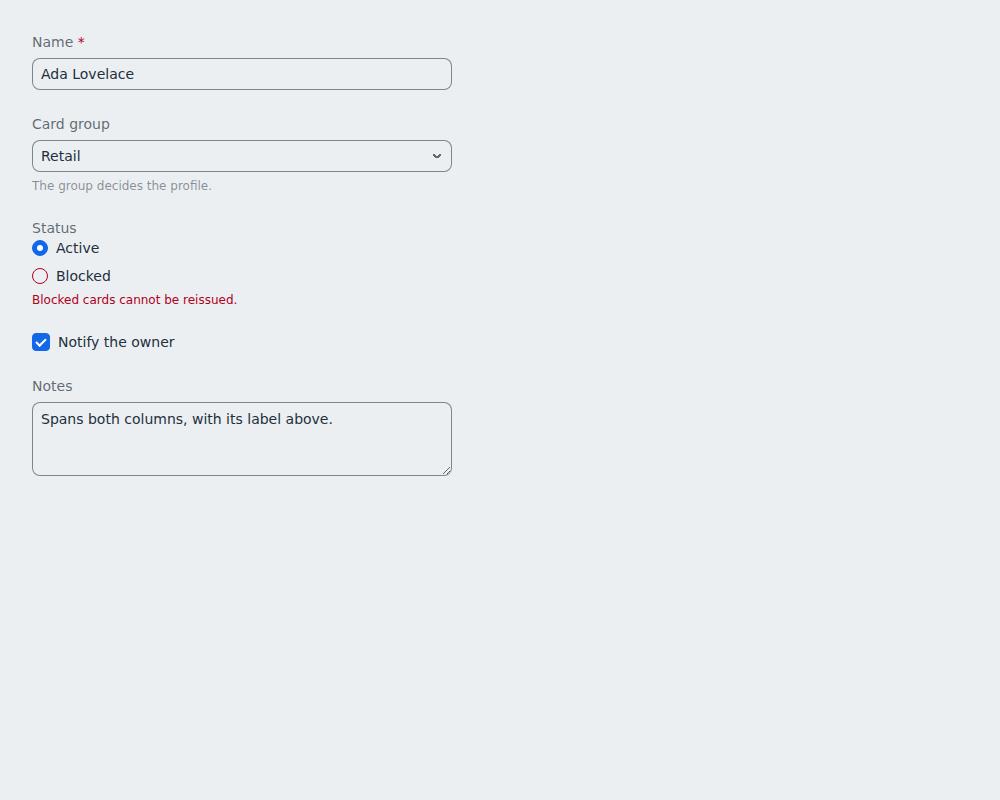 Name *
Ada Lovelace
Card group
Retail
The group decides the profile.
Status
Active
Blocked
Blocked cards cannot be reissued.
Notify the owner
Notes
Spans both columns, with its label above.